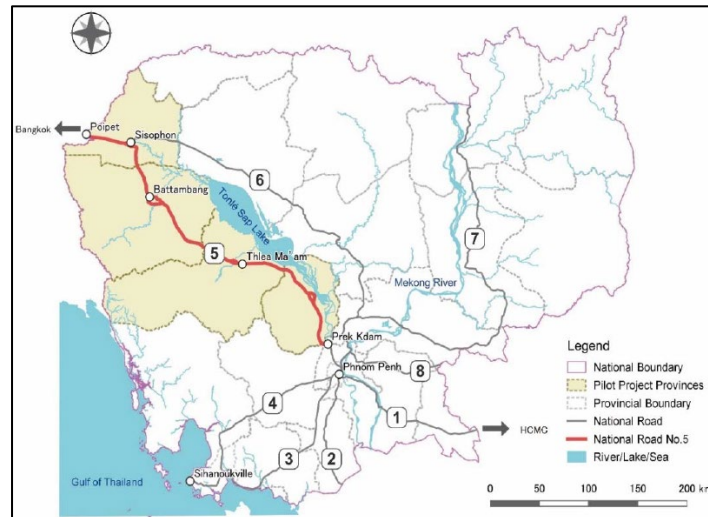 Bangkok
Poipet
Sisophon
6
Battambang
Tonlé Sap Lake
7
5
Thlea Ma'am
Mekong River
Prek Kdam
Phnom Penh
8
4
1
HCMC
3
2
Sihanoukville
Gulf of Thailand
Legend
National Boundary
Pilot Project Provinces
Provincial Boundary
National Road
National Road No.5
River/Lake/Sea
0 50 100 150 200 km